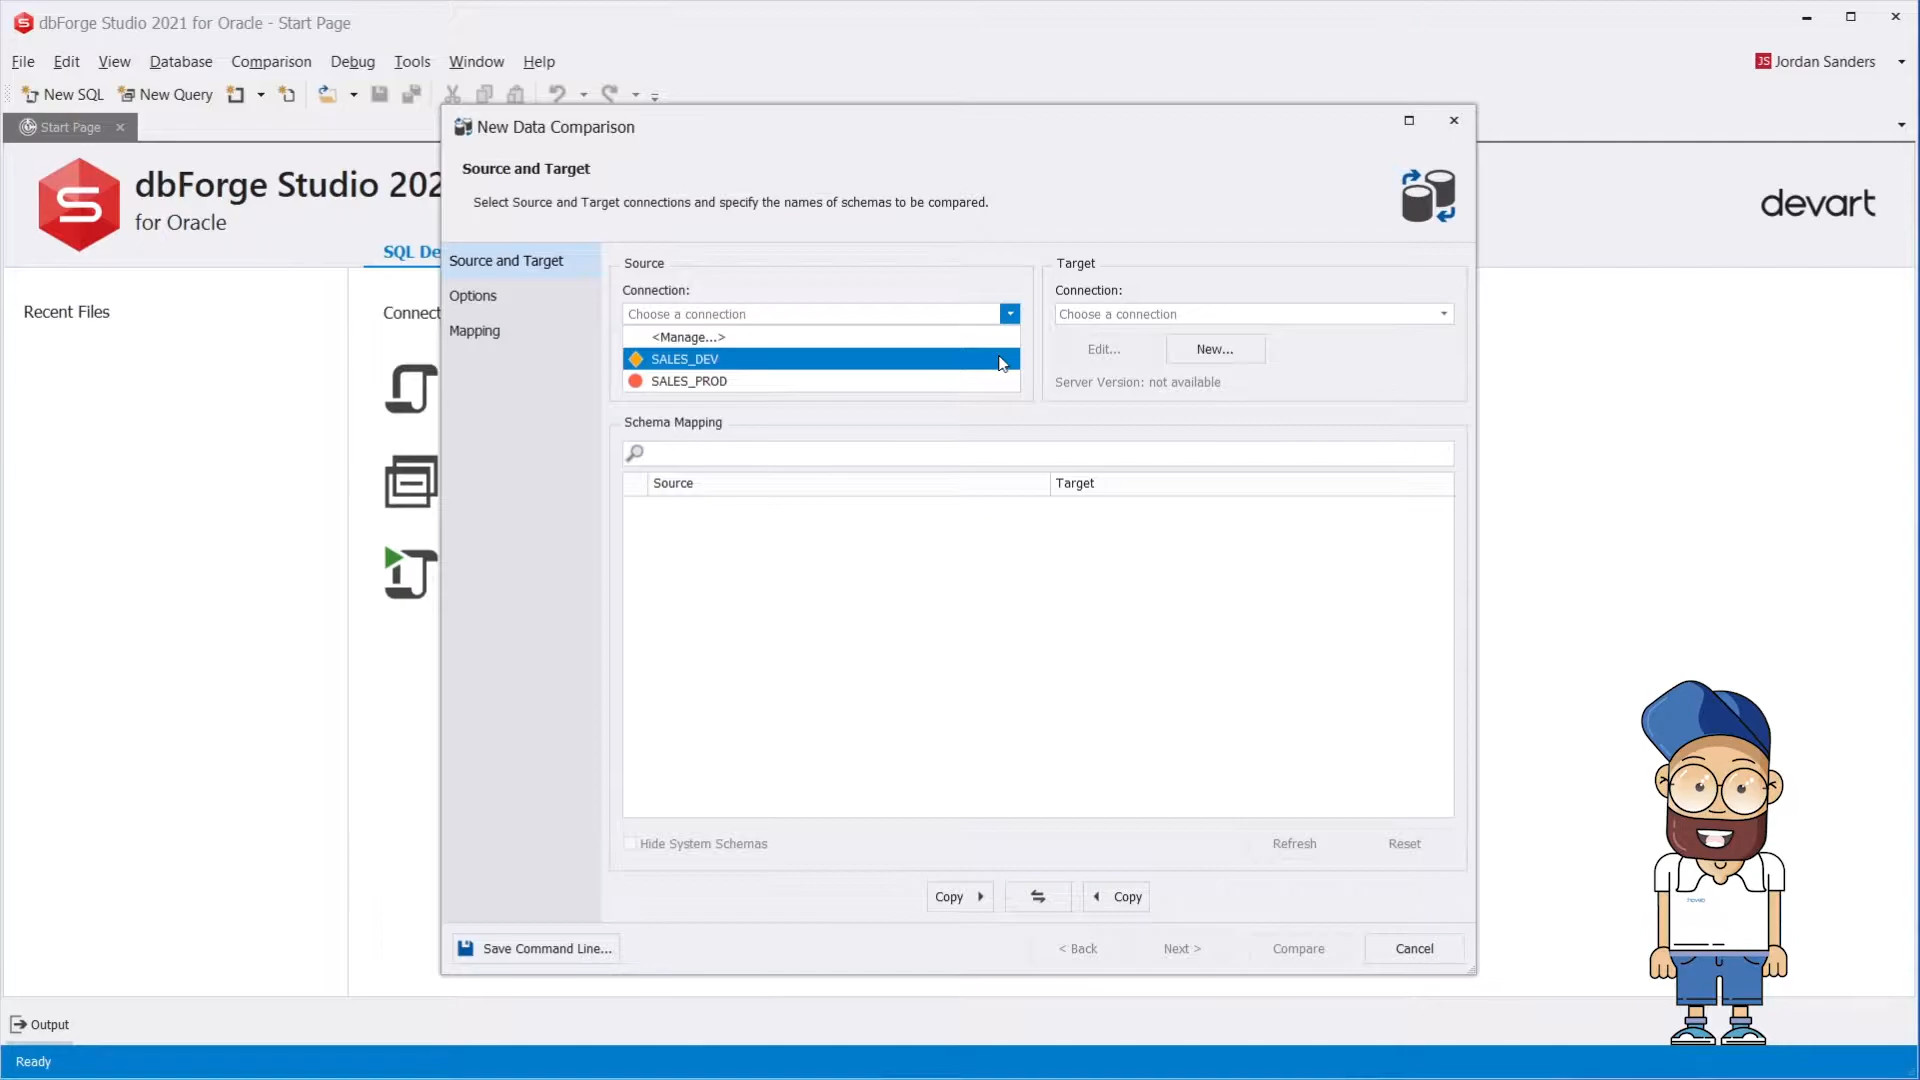 dbForge Studio 2021 for Oracle - Start Page
File Edit View Database Comparison Debug Tools Window Help
JS Jordan Sanders
New SQL New Query
Start Page
New Data Comparison
Source and Target
Select Source and Target connections and specify the names of schemas to be compared.
dbForge Studio 202
for Oracle
devart
SQL De
Source and Target
Options
Mapping
Recent Files
Connect
Source
Connection:
Choose a connection
<Manage...>
SALES_DEV
SALES_PROD
Target
Connection:
Choose a connection
Edit... New...
Server Version: not available
Schema Mapping
Source Target
Hide System Schemas Refresh Reset
Copy Copy
Save Command Line... < Back Next > Compare Cancel
Output
Ready